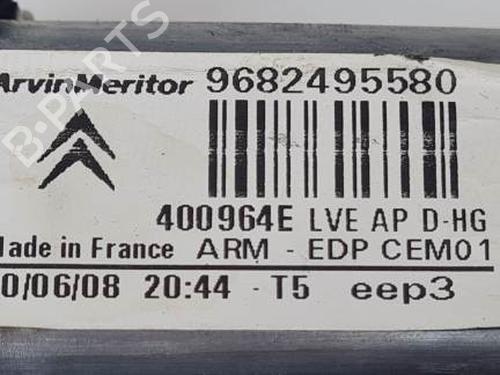 ArvinMeritor 9682495580
B-PARTS
400964E LVE AP D-HG
Made in France ARM - EDP CEM01
0/06/08 20:44 - T5 eep3